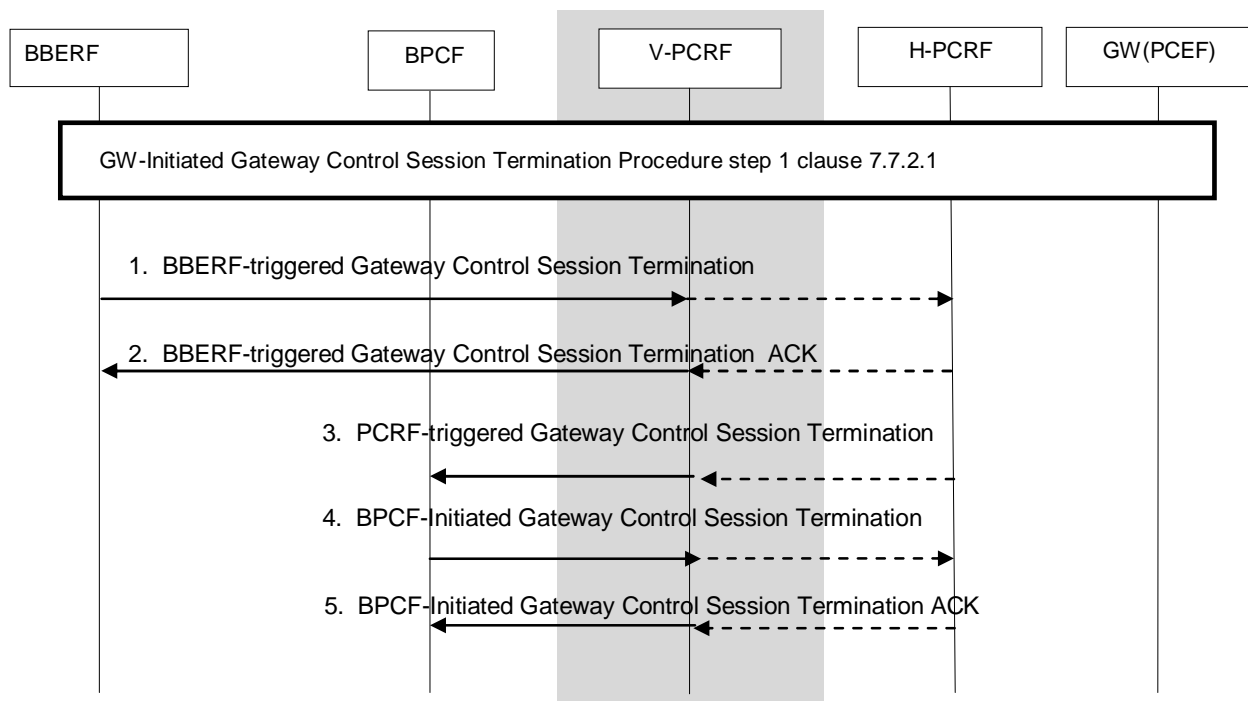 BBERF
BPCF
V-PCRF
H-PCRF
GW(PCEF)
GW-Initiated Gateway Control Session Termination Procedure step 1 clause 7.7.2.1
1. BBERF-triggered Gateway Control Session Termination
2. BBERF-triggered Gateway Control Session Termination ACK
3. PCRF-triggered Gateway Control Session Termination
4. BPCF-Initiated Gateway Control Session Termination
5. BPCF-Initiated Gateway Control Session Termination ACK